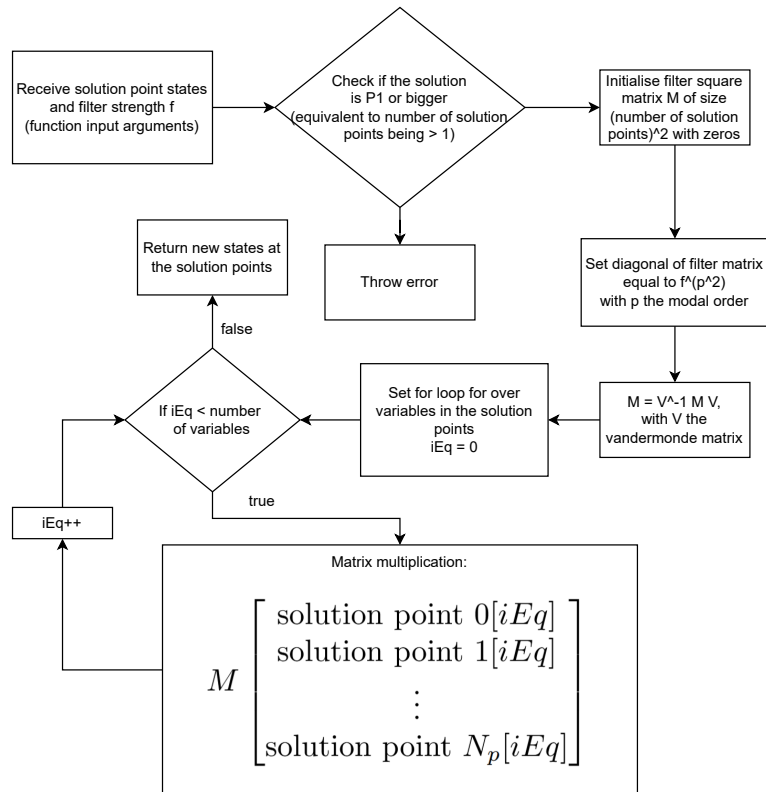 Receive solution point states
and filter strength f
(function input arguments)
Check if the solution
is P1 or bigger
(equivalent to number of solution
points being > 1)
Initialise filter square
matrix M of size
(number of solution
points)^2 with zeros
Throw error
Set diagonal of filter matrix
equal to f^(p^2)
with p the modal order
M = V^-1 M V,
with V the
vandermonde matrix
Set for loop for over
variables in the solution
points
iEq = 0
If iEq < number
of variables
false
Return new states at
the solution points
true
Matrix multiplication:
solution point 0[iEq]
solution point 1[iEq]
M
⋮
solution point N_p[iEq]
iEq++